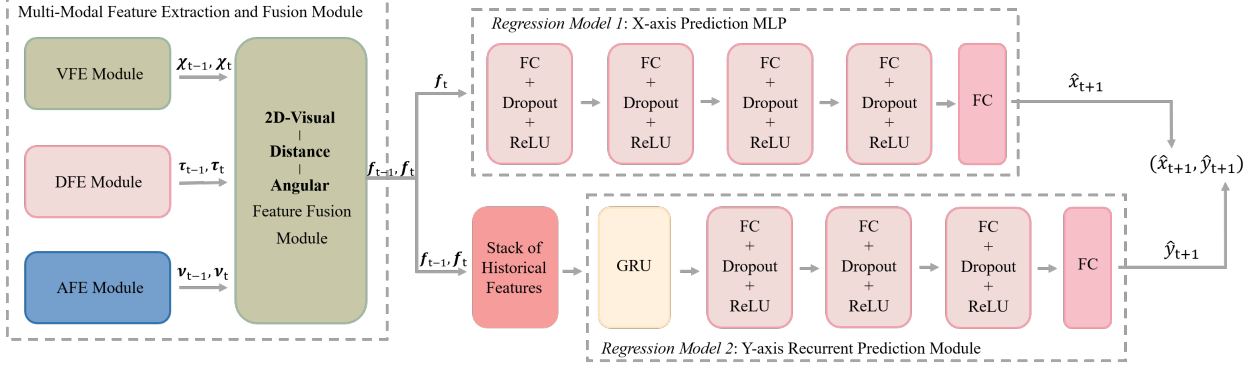 Multi-Modal Feature Extraction and Fusion Module
VFE Module
χt−1, χt
DFE Module
τt−1, τt
AFE Module
νt−1, νt
2D-Visual
|
Distance
|
Angular
Feature Fusion
Module
ft−1, ft
ft
ft−1, ft
Regression Model 1: X-axis Prediction MLP
FC
+
Dropout
+
ReLU
FC
+
Dropout
+
ReLU
FC
+
Dropout
+
ReLU
FC
+
Dropout
+
ReLU
FC
x̂t+1
Stack of
Historical
Features
GRU
FC
+
Dropout
+
ReLU
FC
+
Dropout
+
ReLU
FC
+
Dropout
+
ReLU
FC
ŷt+1
Regression Model 2: Y-axis Recurrent Prediction Module
(x̂t+1, ŷt+1)